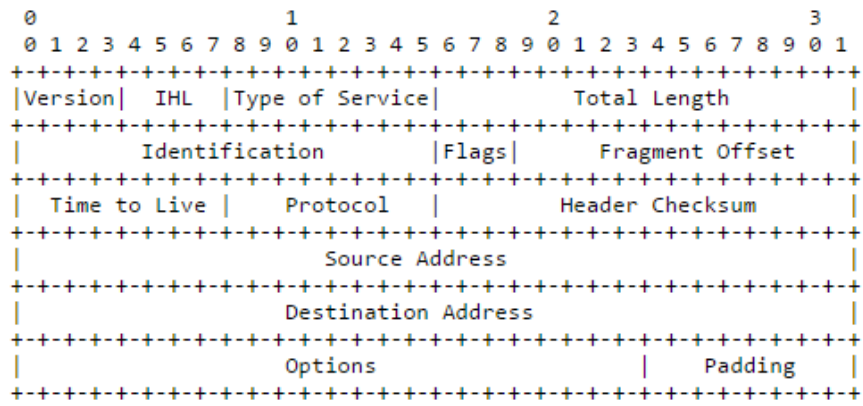 0                   1                   2                   3
 0 1 2 3 4 5 6 7 8 9 0 1 2 3 4 5 6 7 8 9 0 1 2 3 4 5 6 7 8 9 0 1
+-+-+-+-+-+-+-+-+-+-+-+-+-+-+-+-+-+-+-+-+-+-+-+-+-+-+-+-+-+-+-+-+
|Version|  IHL  |Type of Service|          Total Length         |
+-+-+-+-+-+-+-+-+-+-+-+-+-+-+-+-+-+-+-+-+-+-+-+-+-+-+-+-+-+-+-+-+
|         Identification        |Flags|      Fragment Offset    |
+-+-+-+-+-+-+-+-+-+-+-+-+-+-+-+-+-+-+-+-+-+-+-+-+-+-+-+-+-+-+-+-+
|  Time to Live |    Protocol   |         Header Checksum       |
+-+-+-+-+-+-+-+-+-+-+-+-+-+-+-+-+-+-+-+-+-+-+-+-+-+-+-+-+-+-+-+-+
|                       Source Address                          |
+-+-+-+-+-+-+-+-+-+-+-+-+-+-+-+-+-+-+-+-+-+-+-+-+-+-+-+-+-+-+-+-+
|                    Destination Address                        |
+-+-+-+-+-+-+-+-+-+-+-+-+-+-+-+-+-+-+-+-+-+-+-+-+-+-+-+-+-+-+-+-+
|                    Options                    |    Padding    |
+-+-+-+-+-+-+-+-+-+-+-+-+-+-+-+-+-+-+-+-+-+-+-+-+-+-+-+-+-+-+-+-+